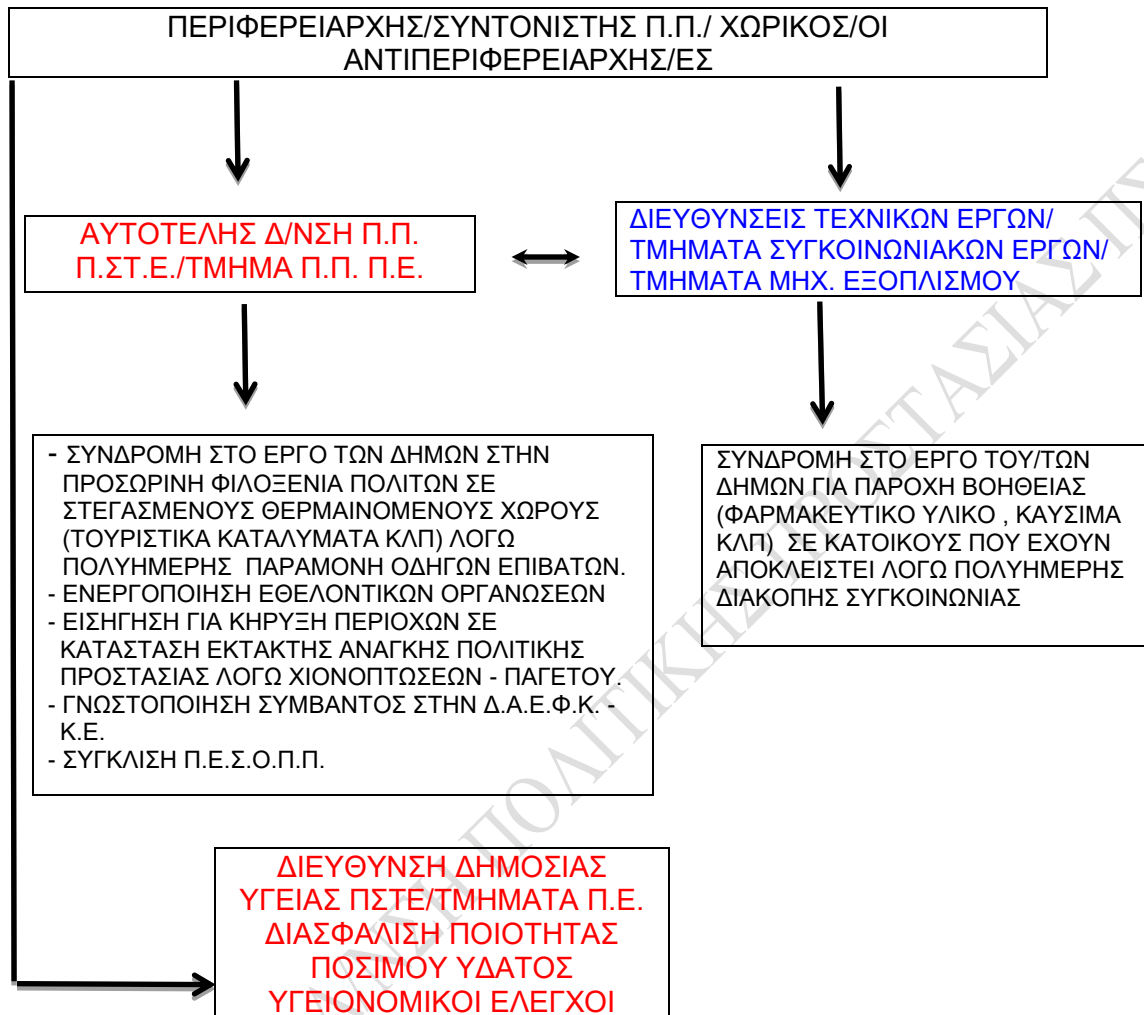 ΠΕΡΙΦΕΡΕΙΑΡΧΗΣ/ΣΥΝΤΟΝΙΣΤΗΣ Π.Π./ ΧΩΡΙΚΟΣ/ΟΙ
ΑΝΤΙΠΕΡΙΦΕΡΕΙΑΡΧΗΣ/ΕΣ
ΑΥΤΟΤΕΛΗΣ Δ/ΝΣΗ Π.Π.
Π.ΣΤ.Ε./ΤΜΗΜΑ Π.Π. Π.Ε.
ΔΙΕΥΘΥΝΣΕΙΣ ΤΕΧΝΙΚΩΝ ΕΡΓΩΝ/
ΤΜΗΜΑΤΑ ΣΥΓΚΟΙΝΩΝΙΑΚΩΝ ΕΡΓΩΝ/
ΤΜΗΜΑΤΑ ΜΗΧ. ΕΞΟΠΛΙΣΜΟΥ
- ΣΥΝΔΡΟΜΗ ΣΤΟ ΕΡΓΟ ΤΩΝ ΔΗΜΩΝ ΣΤΗΝ
ΠΡΟΣΩΡΙΝΗ ΦΙΛΟΞΕΝΙΑ ΠΟΛΙΤΩΝ ΣΕ
ΣΤΕΓΑΣΜΕΝΟΥΣ ΘΕΡΜΑΙΝΟΜΕΝΟΥΣ ΧΩΡΟΥΣ
(ΤΟΥΡΙΣΤΙΚΑ ΚΑΤΑΛΥΜΑΤΑ ΚΛΠ) ΛΟΓΩ
ΠΟΛΥΗΜΕΡΗΣ ΠΑΡΑΜΟΝΗ ΟΔΗΓΩΝ ΕΠΙΒΑΤΩΝ.
- ΕΝΕΡΓΟΠΟΙΗΣΗ ΕΘΕΛΟΝΤΙΚΩΝ ΟΡΓΑΝΩΣΕΩΝ
- ΕΙΣΗΓΗΣΗ ΓΙΑ ΚΗΡΥΞΗ ΠΕΡΙΟΧΩΝ ΣΕ
ΚΑΤΑΣΤΑΣΗ ΕΚΤΑΚΤΗΣ ΑΝΑΓΚΗΣ ΠΟΛΙΤΙΚΗΣ
ΠΡΟΣΤΑΣΙΑΣ ΛΟΓΩ ΧΙΟΝΟΠΤΩΣΕΩΝ - ΠΑΓΕΤΟΥ.
- ΓΝΩΣΤΟΠΟΙΗΣΗ ΣΥΜΒΑΝΤΟΣ ΣΤΗΝ Δ.Α.Ε.Φ.Κ. -
Κ.Ε.
- ΣΥΓΚΛΙΣΗ Π.Ε.Σ.Ο.Π.Π.
ΣΥΝΔΡΟΜΗ ΣΤΟ ΕΡΓΟ ΤΟΥ/ΤΩΝ
ΔΗΜΩΝ ΓΙΑ ΠΑΡΟΧΗ ΒΟΗΘΕΙΑΣ
(ΦΑΡΜΑΚΕΥΤΙΚΟ ΥΛΙΚΟ , ΚΑΥΣΙΜΑ
ΚΛΠ) ΣΕ ΚΑΤΟΙΚΟΥΣ ΠΟΥ ΕΧΟΥΝ
ΑΠΟΚΛΕΙΣΤΕΙ ΛΟΓΩ ΠΟΛΥΗΜΕΡΗΣ
ΔΙΑΚΟΠΗΣ ΣΥΓΚΟΙΝΩΝΙΑΣ
ΔΙΕΥΘΥΝΣΗ ΔΗΜΟΣΙΑΣ
ΥΓΕΙΑΣ ΠΣΤΕ/ΤΜΗΜΑΤΑ Π.Ε.
ΔΙΑΣΦΑΛΙΣΗ ΠΟΙΟΤΗΤΑΣ
ΠΟΣΙΜΟΥ ΥΔΑΤΟΣ
ΥΓΕΙΟΝΟΜΙΚΟΙ ΕΛΕΓΧΟΙ
ΠΟΛΙΤΙΚΗΣ ΠΡΟΣΤΑΣΙΑΣ